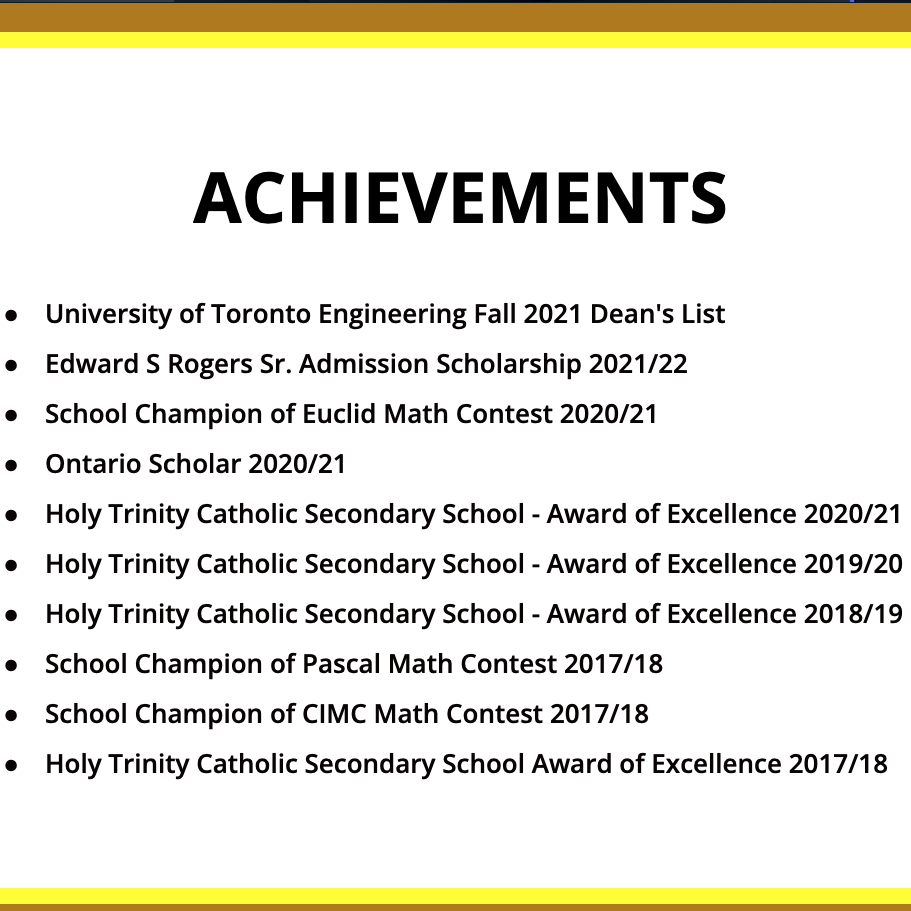 ACHIEVEMENTS
● University of Toronto Engineering Fall 2021 Dean's List
● Edward S Rogers Sr. Admission Scholarship 2021/22
● School Champion of Euclid Math Contest 2020/21
● Ontario Scholar 2020/21
● Holy Trinity Catholic Secondary School - Award of Excellence 2020/21
● Holy Trinity Catholic Secondary School - Award of Excellence 2019/20
● Holy Trinity Catholic Secondary School - Award of Excellence 2018/19
● School Champion of Pascal Math Contest 2017/18
● School Champion of CIMC Math Contest 2017/18
● Holy Trinity Catholic Secondary School Award of Excellence 2017/18